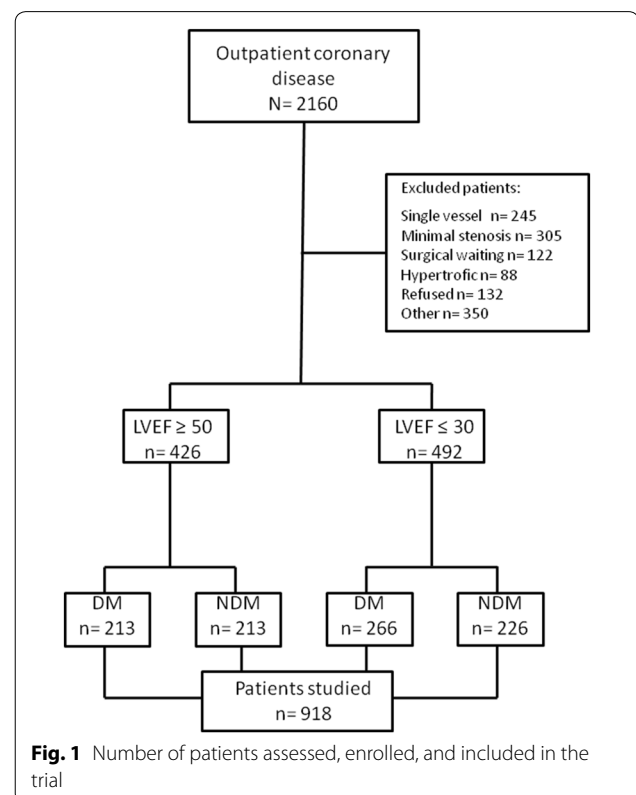 Outpatient coronary
disease
N= 2160
Excluded patients:
Single vessel n= 245
Minimal stenosis n= 305
Surgical waiting n= 122
Hypertrofic n= 88
Refused n= 132
Other n= 350
LVEF ≥ 50
n= 426
LVEF ≤ 30
n= 492
DM
n= 213
NDM
n= 213
DM
n= 266
NDM
n= 226
Patients studied
n= 918
Fig. 1 Number of patients assessed, enrolled, and included in the
trial